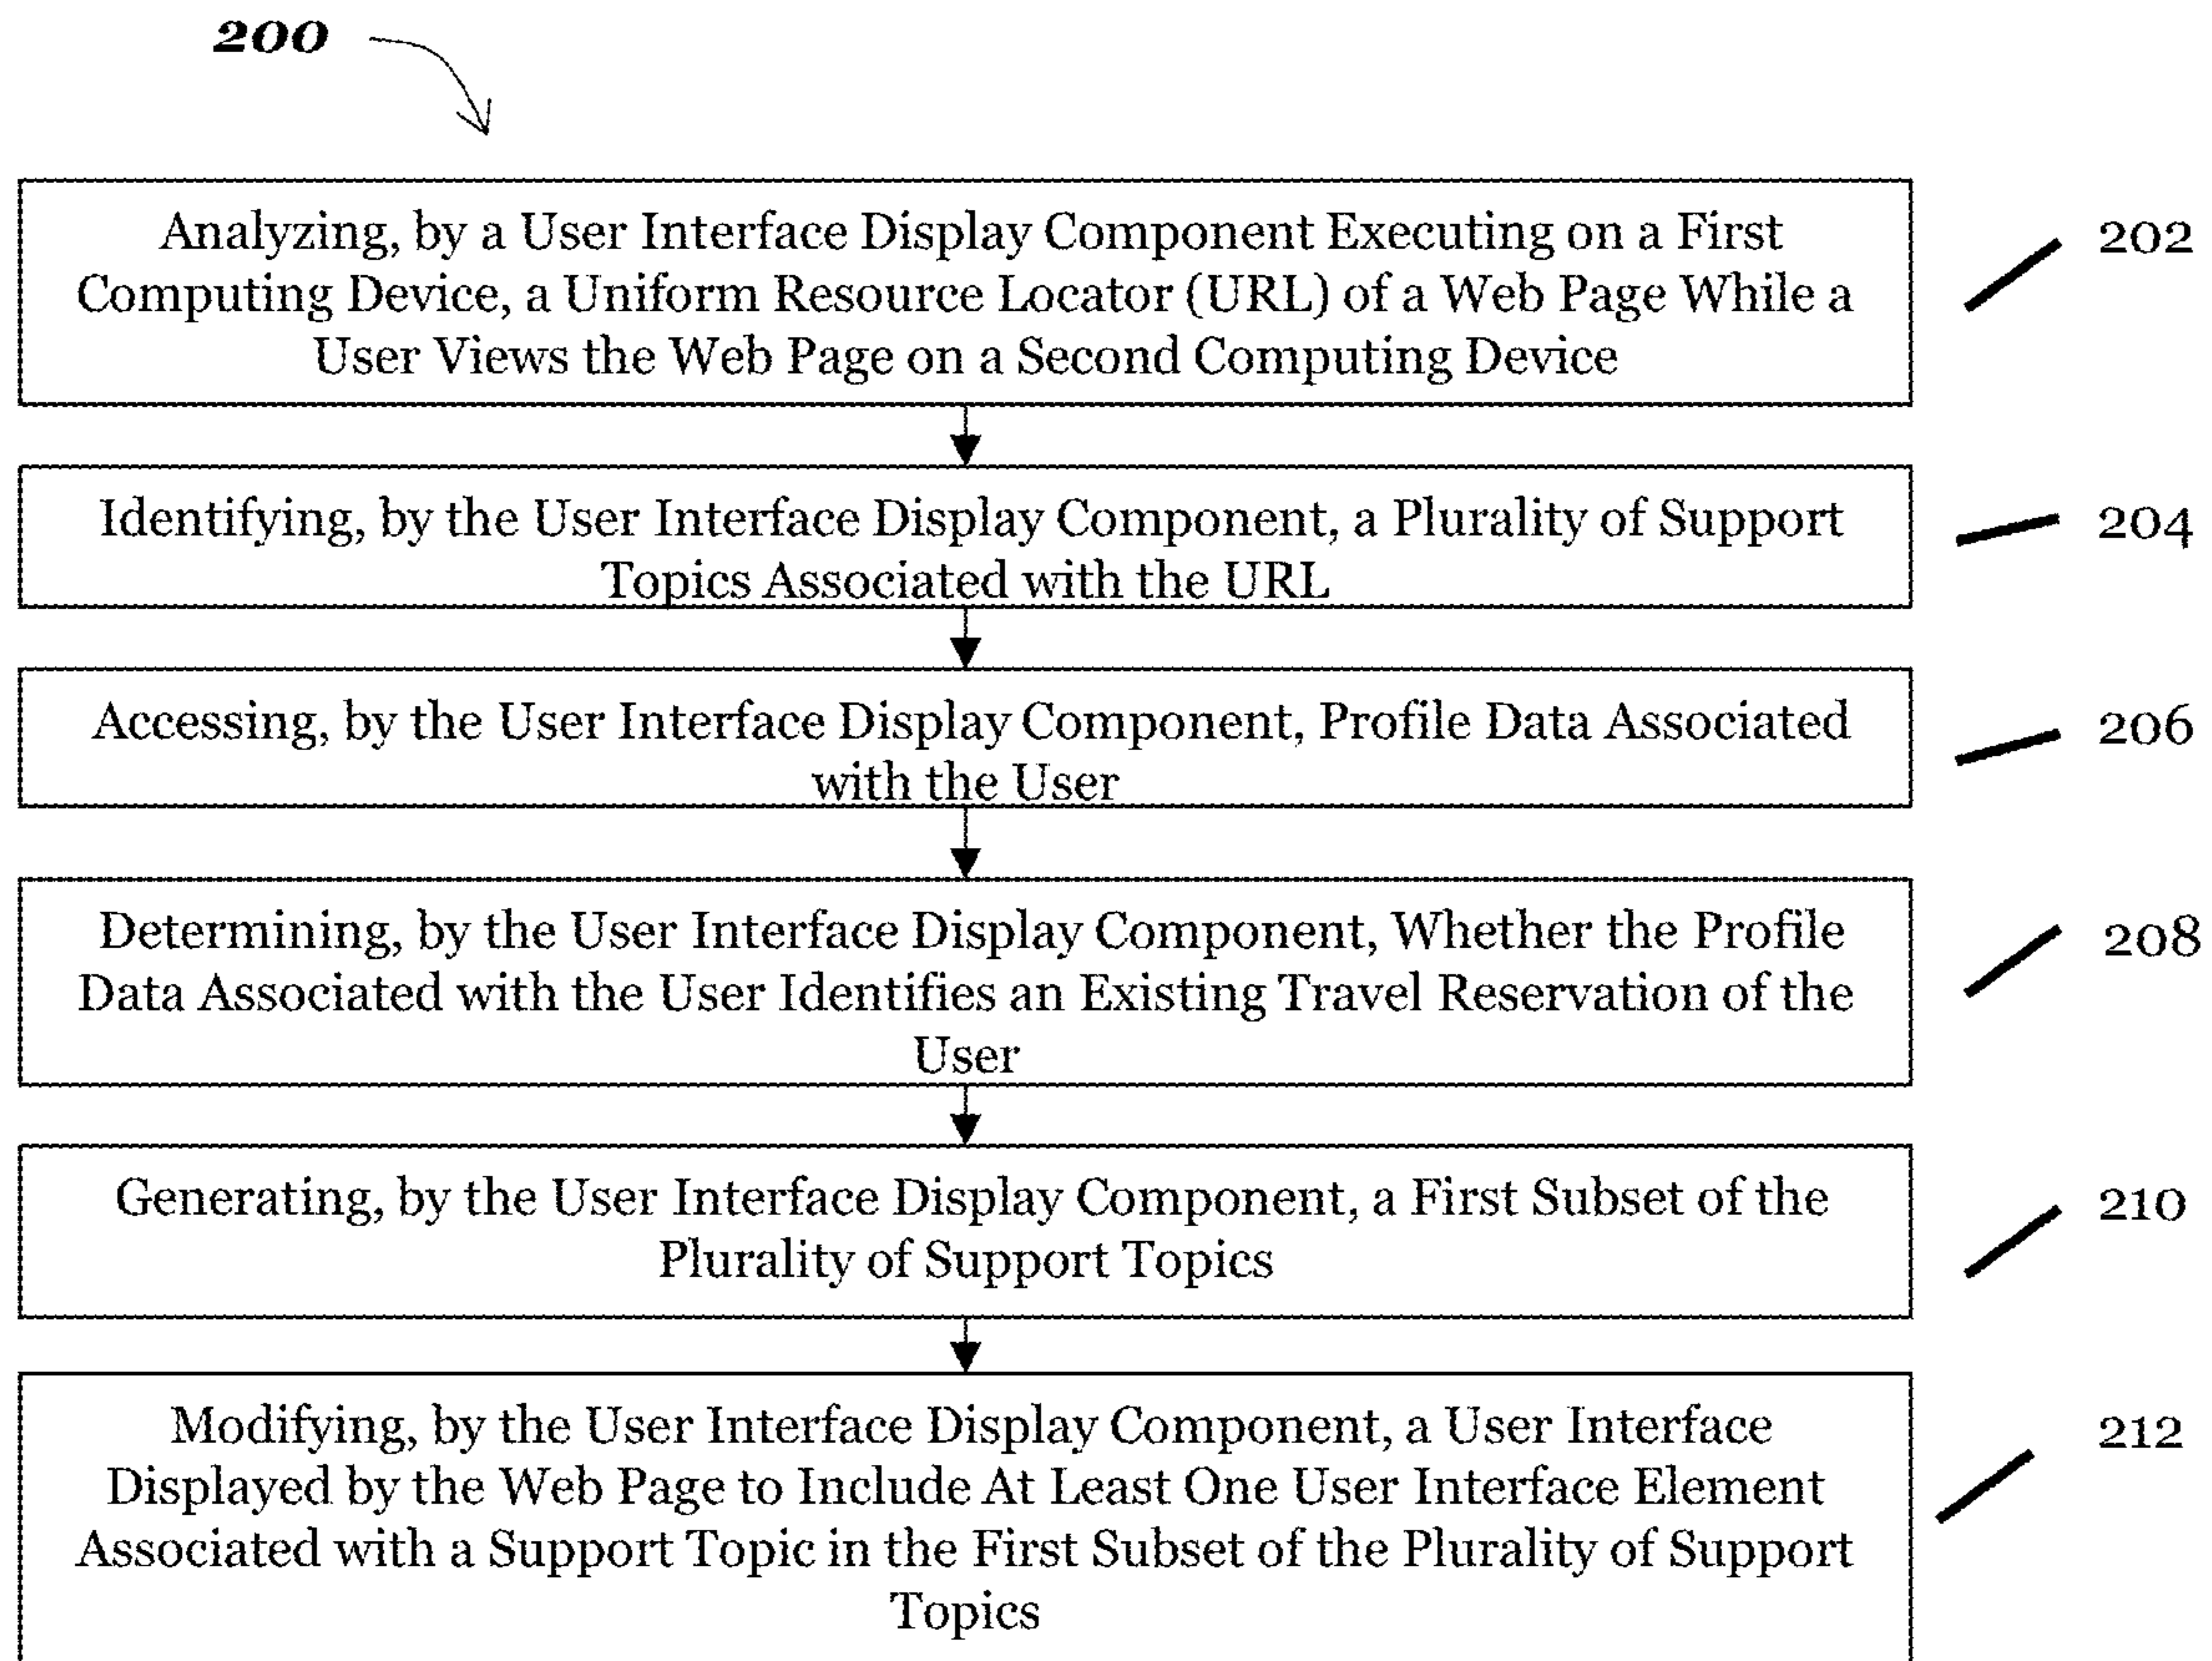 200
Analyzing, by a User Interface Display Component Executing on a First
Computing Device, a Uniform Resource Locator (URL) of a Web Page While a
User Views the Web Page on a Second Computing Device
202
Identifying, by the User Interface Display Component, a Plurality of Support
Topics Associated with the URL
204
Accessing, by the User Interface Display Component, Profile Data Associated
with the User
206
Determining, by the User Interface Display Component, Whether the Profile
Data Associated with the User Identifies an Existing Travel Reservation of the
User
208
Generating, by the User Interface Display Component, a First Subset of the
Plurality of Support Topics
210
Modifying, by the User Interface Display Component, a User Interface
Displayed by the Web Page to Include At Least One User Interface Element
Associated with a Support Topic in the First Subset of the Plurality of Support
Topics
212